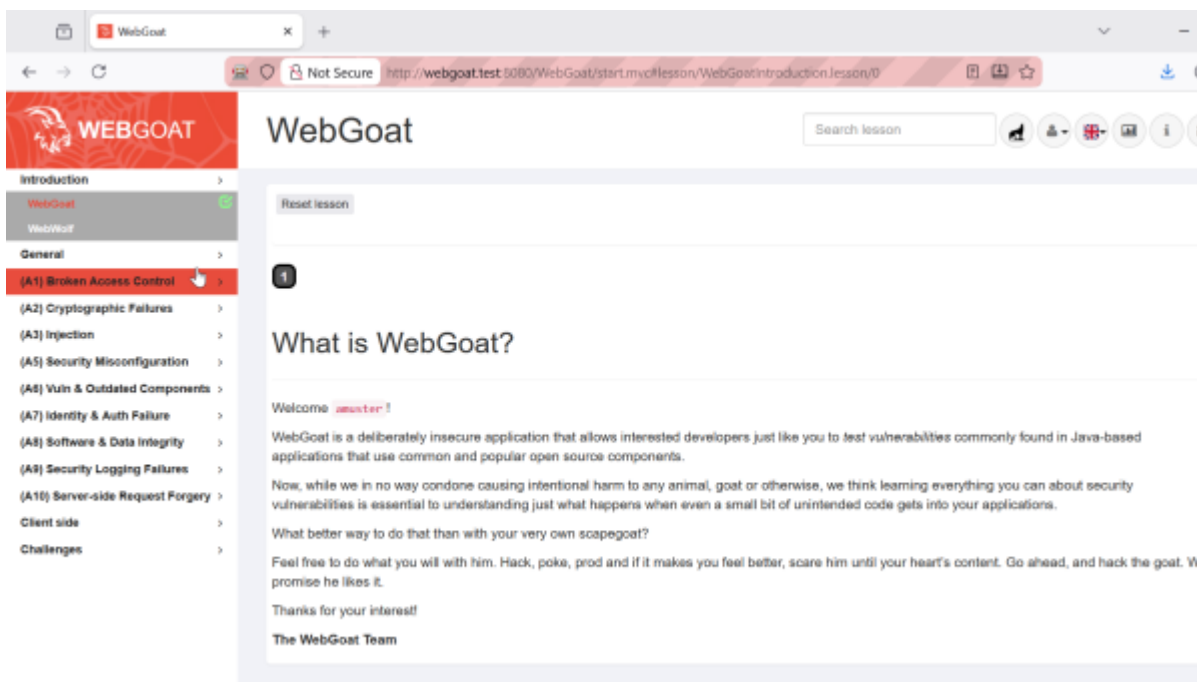 WebGoat
Not Secure http://webgoat.test:8080/WebGoat/start.mvc#lesson/WebGoatIntroduction.lesson/0
WEBGOAT
WebGoat
Search lesson
Introduction
WebGoat
WebWolf
General
(A1) Broken Access Control
(A2) Cryptographic Failures
(A3) Injection
(A5) Security Misconfiguration
(A6) Vuln & Outdated Components
(A7) Identity & Auth Failure
(A8) Software & Data Integrity
(A9) Security Logging Failures
(A10) Server-side Request Forgery
Client side
Challenges
Reset lesson
1
What is WebGoat?
Welcome amuster!
WebGoat is a deliberately insecure application that allows interested developers just like you to test vulnerabilities commonly found in Java-based
applications that use common and popular open source components.
Now, while we in no way condone causing intentional harm to any animal, goat or otherwise, we think learning everything you can about security
vulnerabilities is essential to understanding just what happens when even a small bit of unintended code gets into your applications.
What better way to do that than with your very own scapegoat?
Feel free to do what you will with him. Hack, poke, prod and if it makes you feel better, scare him until your heart's content. Go ahead, and hack the goat. W
promise he likes it.
Thanks for your interest!
The WebGoat Team